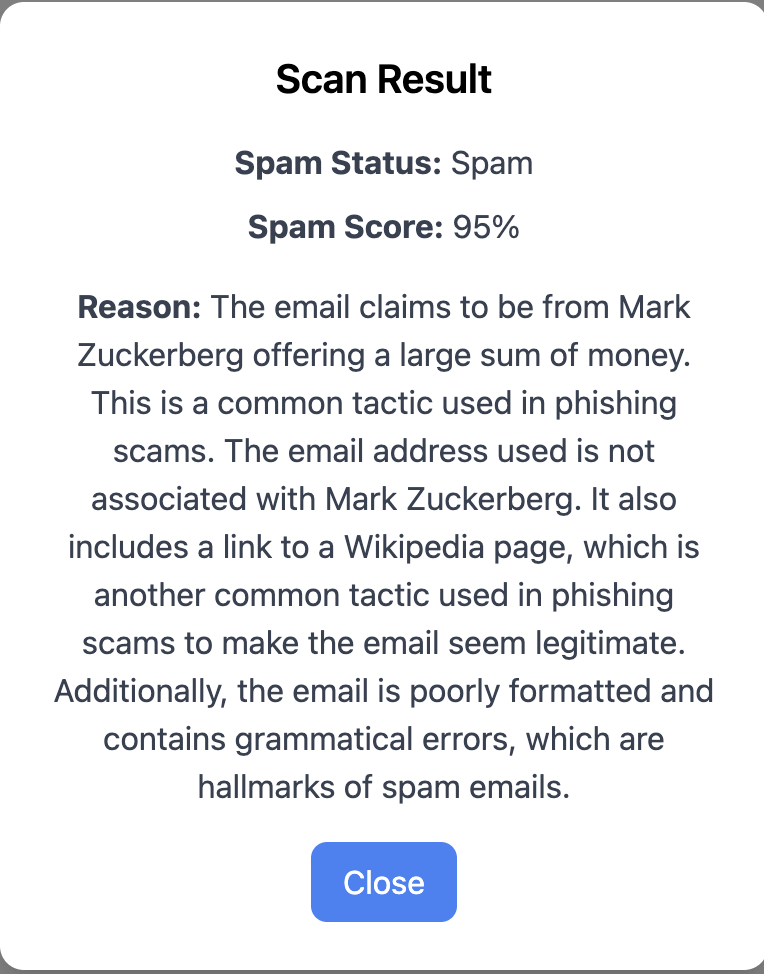 Scan Result
Spam Status: Spam
Spam Score: 95%
Reason: The email claims to be from Mark
Zuckerberg offering a large sum of money.
This is a common tactic used in phishing
scams. The email address used is not
associated with Mark Zuckerberg. It also
includes a link to a Wikipedia page, which is
another common tactic used in phishing
scams to make the email seem legitimate.
Additionally, the email is poorly formatted and
contains grammatical errors, which are
hallmarks of spam emails.
Close